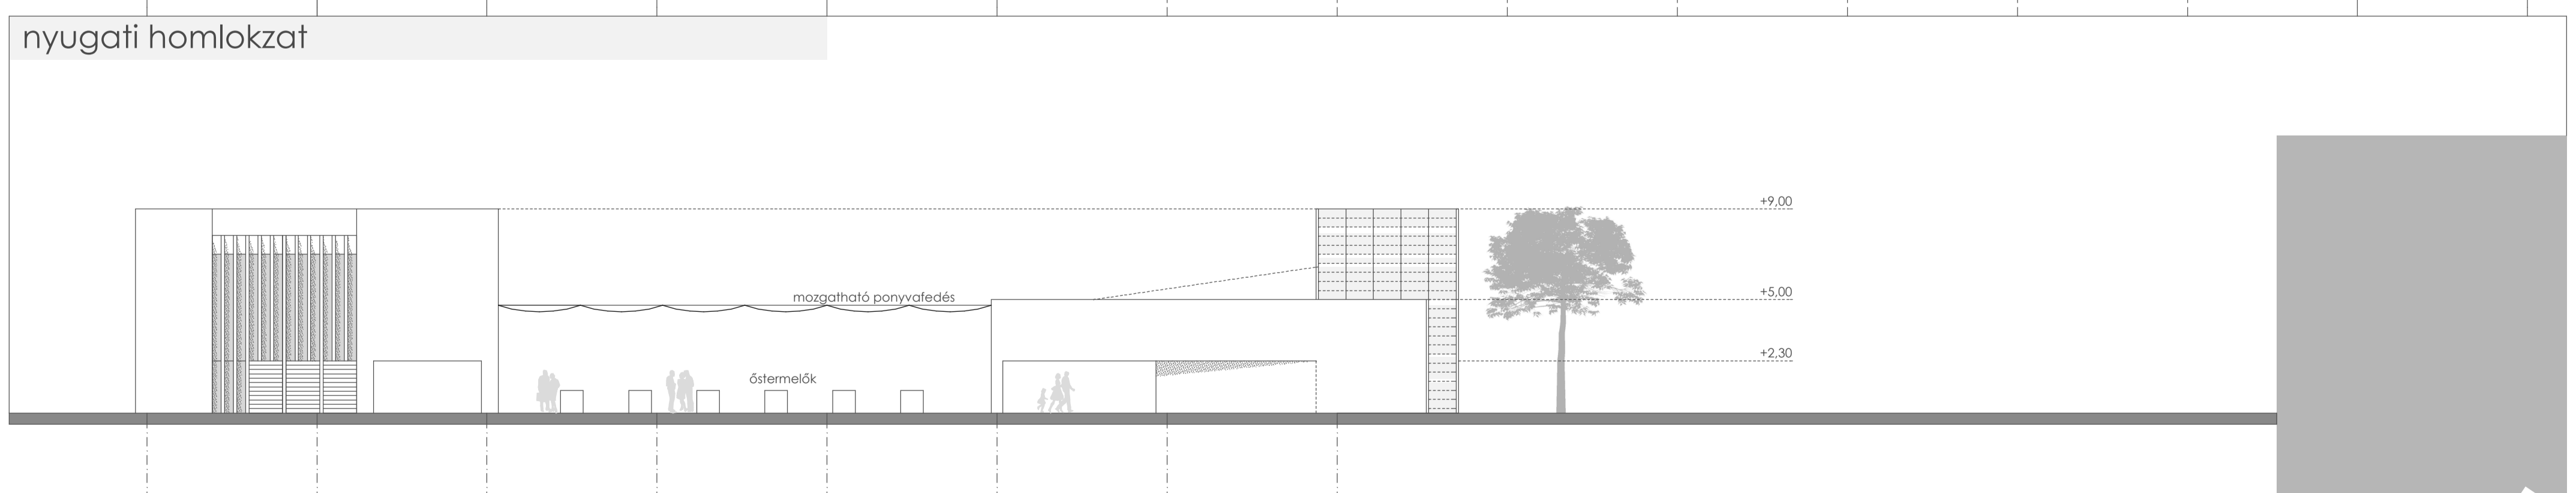 nyugati homlokzat
+9,00
mozgatható ponyvafedés
+5,00
+2,30
őstermelők